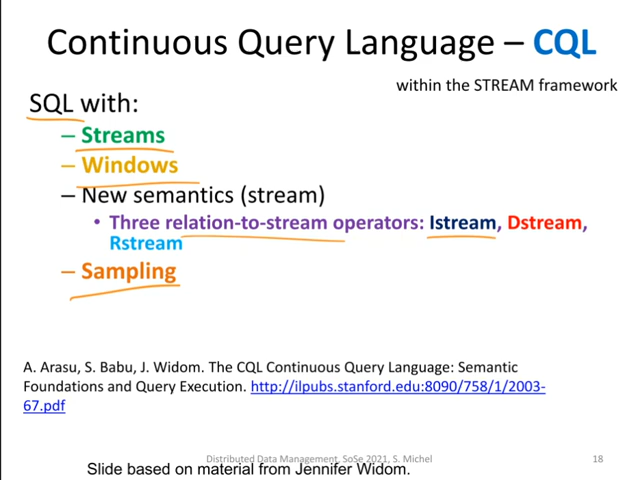 Continuous Query Language – CQL
within the STREAM framework
SQL with:
– Streams
– Windows
– New semantics (stream)
• Three relation-to-stream operators: Istream, Dstream,
Rstream
– Sampling
A. Arasu, S. Babu, J. Widom. The CQL Continuous Query Language: Semantic
Foundations and Query Execution. http://ilpubs.stanford.edu:8090/758/1/2003-
67.pdf
Distributed Data Management, SoSe 2021, S. Michel
18
Slide based on material from Jennifer Widom.